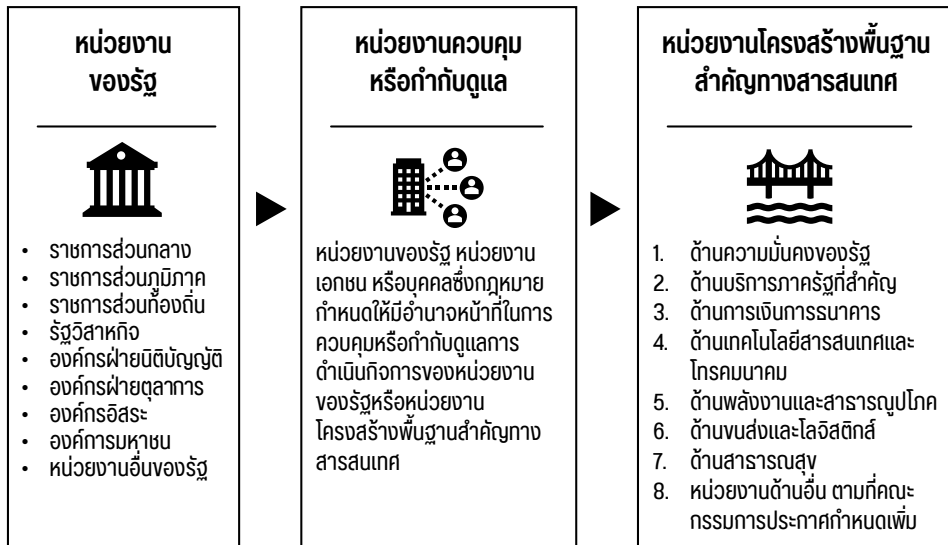 หน่วยงาน
ของรัฐ
• ราชการส่วนกลาง
• ราชการส่วนภูมิภาค
• ราชการส่วนท้องถิ่น
• รัฐวิสาหกิจ
• องค์กรฝ่ายนิติบัญญัติ
• องค์กรฝ่ายตุลาการ
• องค์กรอิสระ
• องค์การมหาชน
• หน่วยงานอื่นของรัฐ
หน่วยงานควบคุม
หรือกำกับดูแล
หน่วยงานของรัฐ หน่วยงาน
เอกชน หรือบุคคลซึ่งกฎหมาย
กำหนดให้มีอำนาจหน้าที่ในการ
ควบคุมหรือกำกับดูแลการ
ดำเนินกิจการของหน่วยงาน
ของรัฐหรือหน่วยงาน
โครงสร้างพื้นฐานสำคัญทาง
สารสนเทศ
หน่วยงานโครงสร้างพื้นฐาน
สำคัญทางสารสนเทศ
1. ด้านความมั่นคงของรัฐ
2. ด้านบริการภาครัฐที่สำคัญ
3. ด้านการเงินการธนาคาร
4. ด้านเทคโนโลยีสารสนเทศและ
โทรคมนาคม
5. ด้านพลังงานและสาธารณูปโภค
6. ด้านขนส่งและโลจิสติกส์
7. ด้านสาธารณสุข
8. หน่วยงานด้านอื่น ตามที่คณะ
กรรมการประกาศกำหนดเพิ่ม